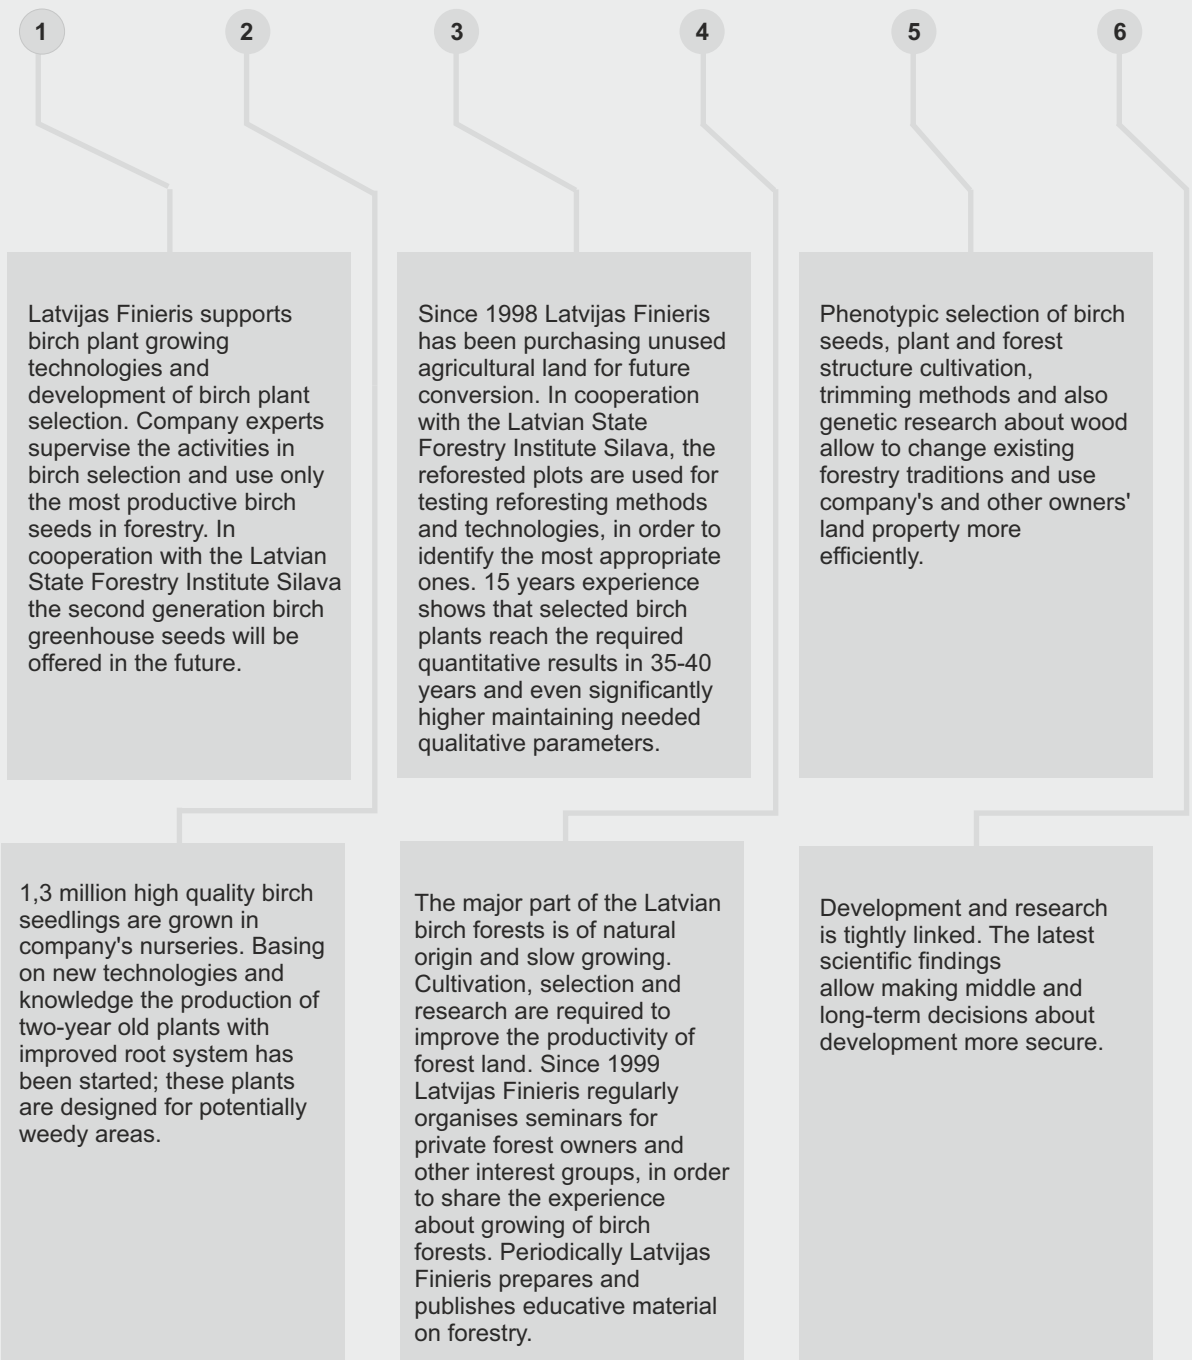 1
2
3
4
5
6
Latvijas Finieris supports
birch plant growing
technologies and
development of birch plant
selection. Company experts
supervise the activities in
birch selection and use only
the most productive birch
seeds in forestry. In
cooperation with the Latvian
State Forestry Institute Silava
the second generation birch
greenhouse seeds will be
offered in the future.
Since 1998 Latvijas Finieris
has been purchasing unused
agricultural land for future
conversion. In cooperation
with the Latvian State
Forestry Institute Silava, the
reforested plots are used for
testing reforesting methods
and technologies, in order to
identify the most appropriate
ones. 15 years experience
shows that selected birch
plants reach the required
quantitative results in 35-40
years and even significantly
higher maintaining needed
qualitative parameters.
Phenotypic selection of birch
seeds, plant and forest
structure cultivation,
trimming methods and also
genetic research about wood
allow to change existing
forestry traditions and use
company's and other owners'
land property more
efficiently.
1,3 million high quality birch
seedlings are grown in
company's nurseries. Basing
on new technologies and
knowledge the production of
two-year old plants with
improved root system has
been started; these plants
are designed for potentially
weedy areas.
The major part of the Latvian
birch forests is of natural
origin and slow growing.
Cultivation, selection and
research are required to
improve the productivity of
forest land. Since 1999
Latvijas Finieris regularly
organises seminars for
private forest owners and
other interest groups, in order
to share the experience
about growing of birch
forests. Periodically Latvijas
Finieris prepares and
publishes educative material
on forestry.
Development and research
is tightly linked. The latest
scientific findings
allow making middle and
long-term decisions about
development more secure.